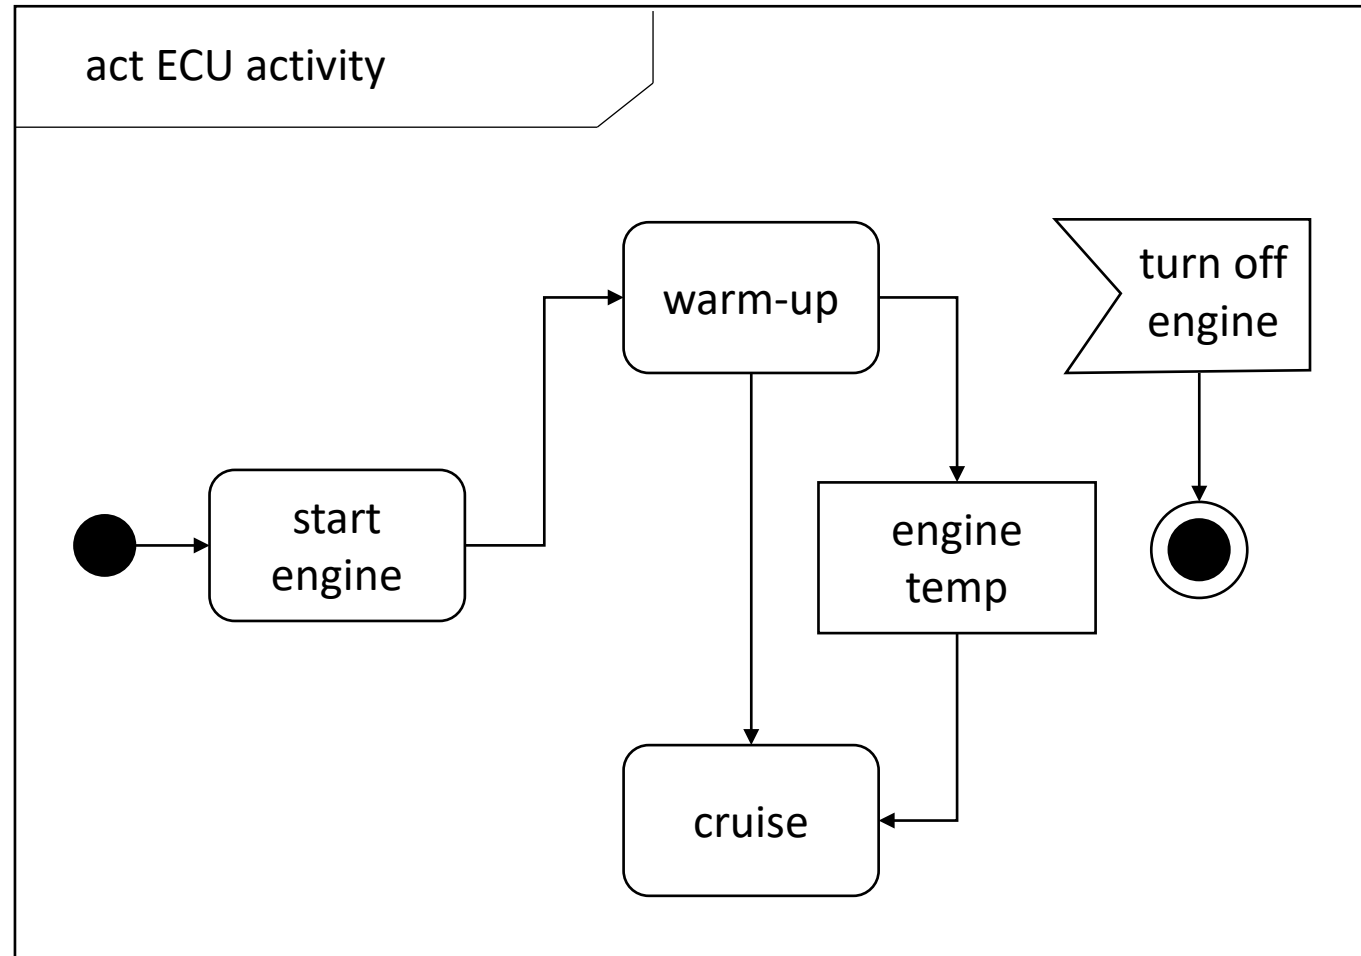 act ECU activity
warm-up
turn off
engine
start
engine
engine
temp
cruise